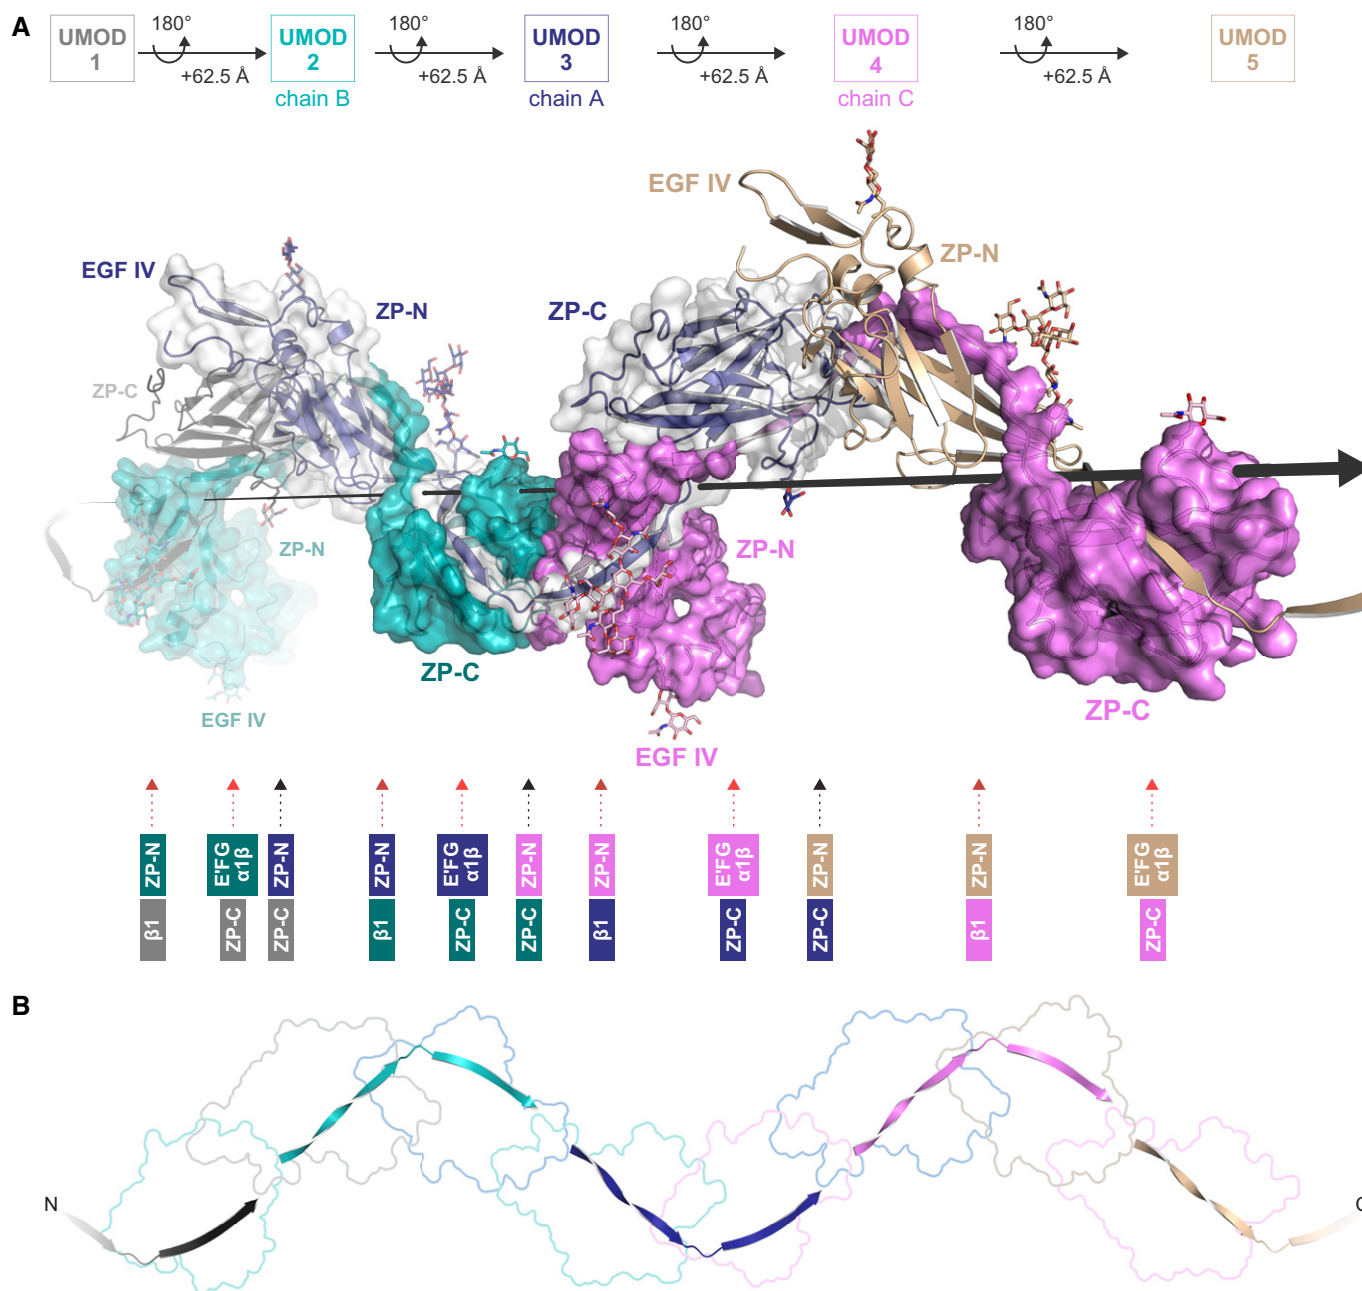 A
UMOD 1
180°
+62.5 Å
UMOD 2
chain B
180°
+62.5 Å
UMOD 3
chain A
180°
+62.5 Å
UMOD 4
chain C
180°
+62.5 Å
UMOD 5
EGF IV
ZP-N
EGF IV
ZP-N
ZP-C
ZP-C
ZP-N
ZP-N
ZP-C
EGF IV
ZP-C
EGF IV
ZP-N
E'FG α1β
ZP-N
ZP-N
E'FG α1β
ZP-N
ZP-N
E'FG α1β
ZP-N
ZP-N
E'FG α1β
β1
ZP-C
ZP-C
β1
ZP-C
ZP-C
β1
ZP-C
ZP-C
β1
ZP-C
B
N